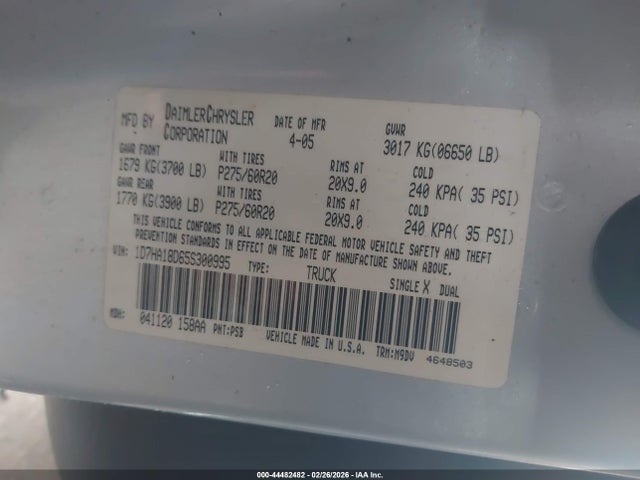 MFD BY DAIMLERCHRYSLER CORPORATION DATE OF MFR 4-05 GVWR 3017 KG(06650 LB)
GAWR FRONT WITH TIRES RIMS AT COLD
1679 KG(3700 LB) P275/60R20 20X9.0 240 KPA( 35 PSI)
GAWR REAR WITH TIRES RIMS AT COLD
1770 KG(3900 LB) P275/60R20 20X9.0 240 KPA( 35 PSI)
THIS VEHICLE CONFORMS TO ALL APPLICABLE FEDERAL MOTOR VEHICLE SAFETY AND THEFT
PREVENTION STANDARDS IN EFFECT ON THE DATE OF MANUFACTURE SHOWN ABOVE.
VIN: 1D7HA18D65S300995 TYPE: TRUCK SINGLE X DUAL
MDH: 041120 158AA PNT:PSB VEHICLE MADE IN U.S.A. TRM:M9DV 4648503
000-44482482 - 02/26/2026 - IAA Inc.